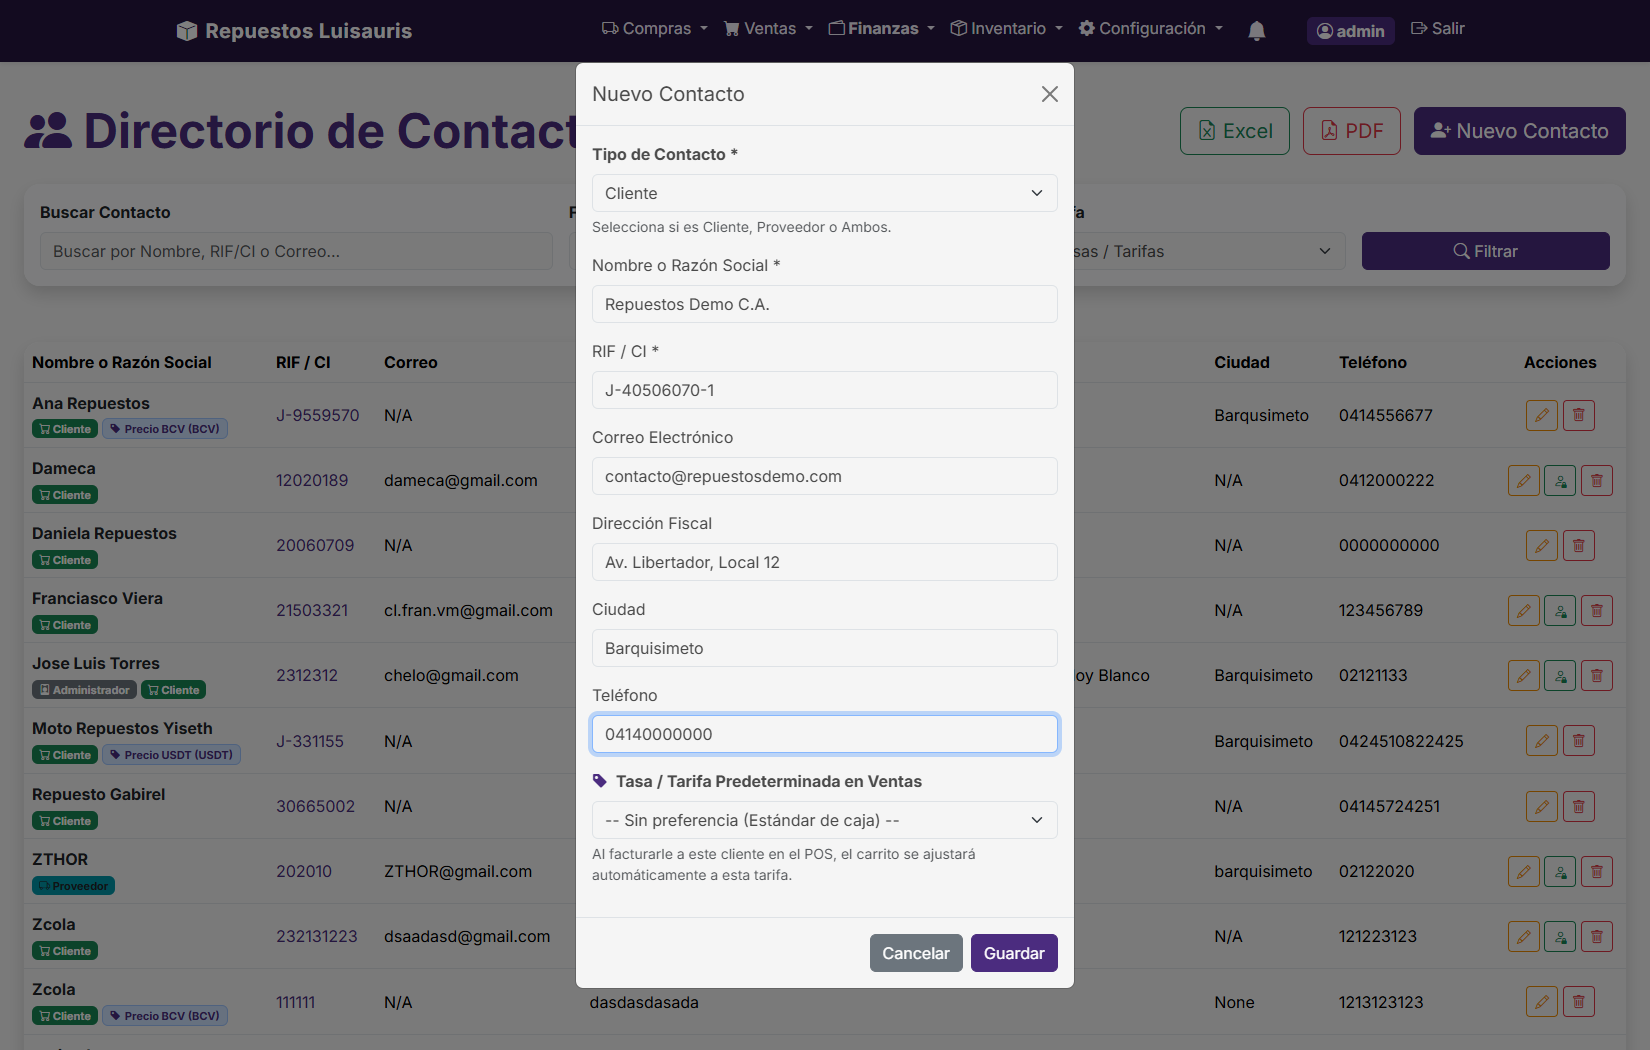 Repuestos Luisauris
Compras
Ventas
Finanzas
Inventario
Configuración
admin
Salir
Directorio de Contact
Excel
PDF
Nuevo Contacto
Buscar Contacto
Buscar por Nombre, RIF/CI o Correo...
sas / Tarifas
Filtrar
Nuevo Contacto
Tipo de Contacto *
Cliente
Selecciona si es Cliente, Proveedor o Ambos.
Nombre o Razón Social *
Repuestos Demo C.A.
RIF / CI *
J-40506070-1
Correo Electrónico
contacto@repuestosdemo.com
Dirección Fiscal
Av. Libertador, Local 12
Ciudad
Barquisimeto
Teléfono
04140000000
Tasa / Tarifa Predeterminada en Ventas
-- Sin preferencia (Estándar de caja) --
Al facturarle a este cliente en el POS, el carrito se ajustará
automáticamente a esta tarifa.
Cancelar Guardar
Nombre o Razón Social RIF / CI Correo Ciudad Teléfono Acciones
Ana Repuestos J-9559570 N/A Barqusimeto 0414556677
Cliente Precio BCV (BCV)
Dameca 12020189 dameca@gmail.com N/A 0412000222
Cliente
Daniela Repuestos 20060709 N/A N/A 0000000000
Cliente
Franciasco Viera 21503321 cl.fran.vm@gmail.com N/A 123456789
Cliente
Jose Luis Torres 2312312 chelo@gmail.com oy Blanco Barquisimeto 02121133
Administrador Cliente
Moto Repuestos Yiseth J-331155 N/A Barquisimeto 0424510822425
Cliente Precio USDT (USDT)
Repuesto Gabirel 30665002 N/A N/A 04145724251
Cliente
ZTHOR 202010 ZTHOR@gmail.com barquisimeto 02122020
Proveedor
Zcola 232131223 dsaadasd@gmail.com N/A 121223123
Cliente
Zcola 111111 N/A dasdasdasada None 1213123123
Cliente Precio BCV (BCV)